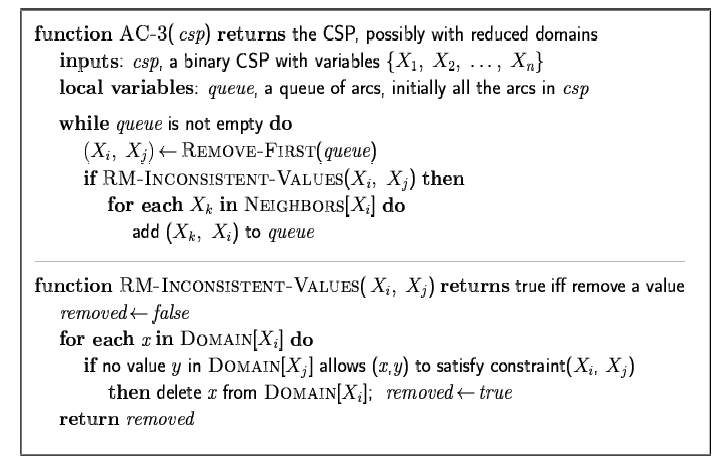 function AC-3( csp) returns the CSP, possibly with reduced domains
inputs: csp, a binary CSP with variables {X₁, X₂, ..., Xₙ}
local variables: queue, a queue of arcs, initially all the arcs in csp
while queue is not empty do
(Xᵢ, Xⱼ) ← REMOVE-FIRST(queue)
if RM-INCONSISTENT-VALUES(Xᵢ, Xⱼ) then
for each Xₖ in NEIGHBORS[Xᵢ] do
add (Xₖ, Xᵢ) to queue
function RM-INCONSISTENT-VALUES( Xᵢ, Xⱼ) returns true iff remove a value
removed ← false
for each x in DOMAIN[Xᵢ] do
if no value y in DOMAIN[Xⱼ] allows (x,y) to satisfy constraint(Xᵢ, Xⱼ)
then delete x from DOMAIN[Xᵢ]; removed ← true
return removed